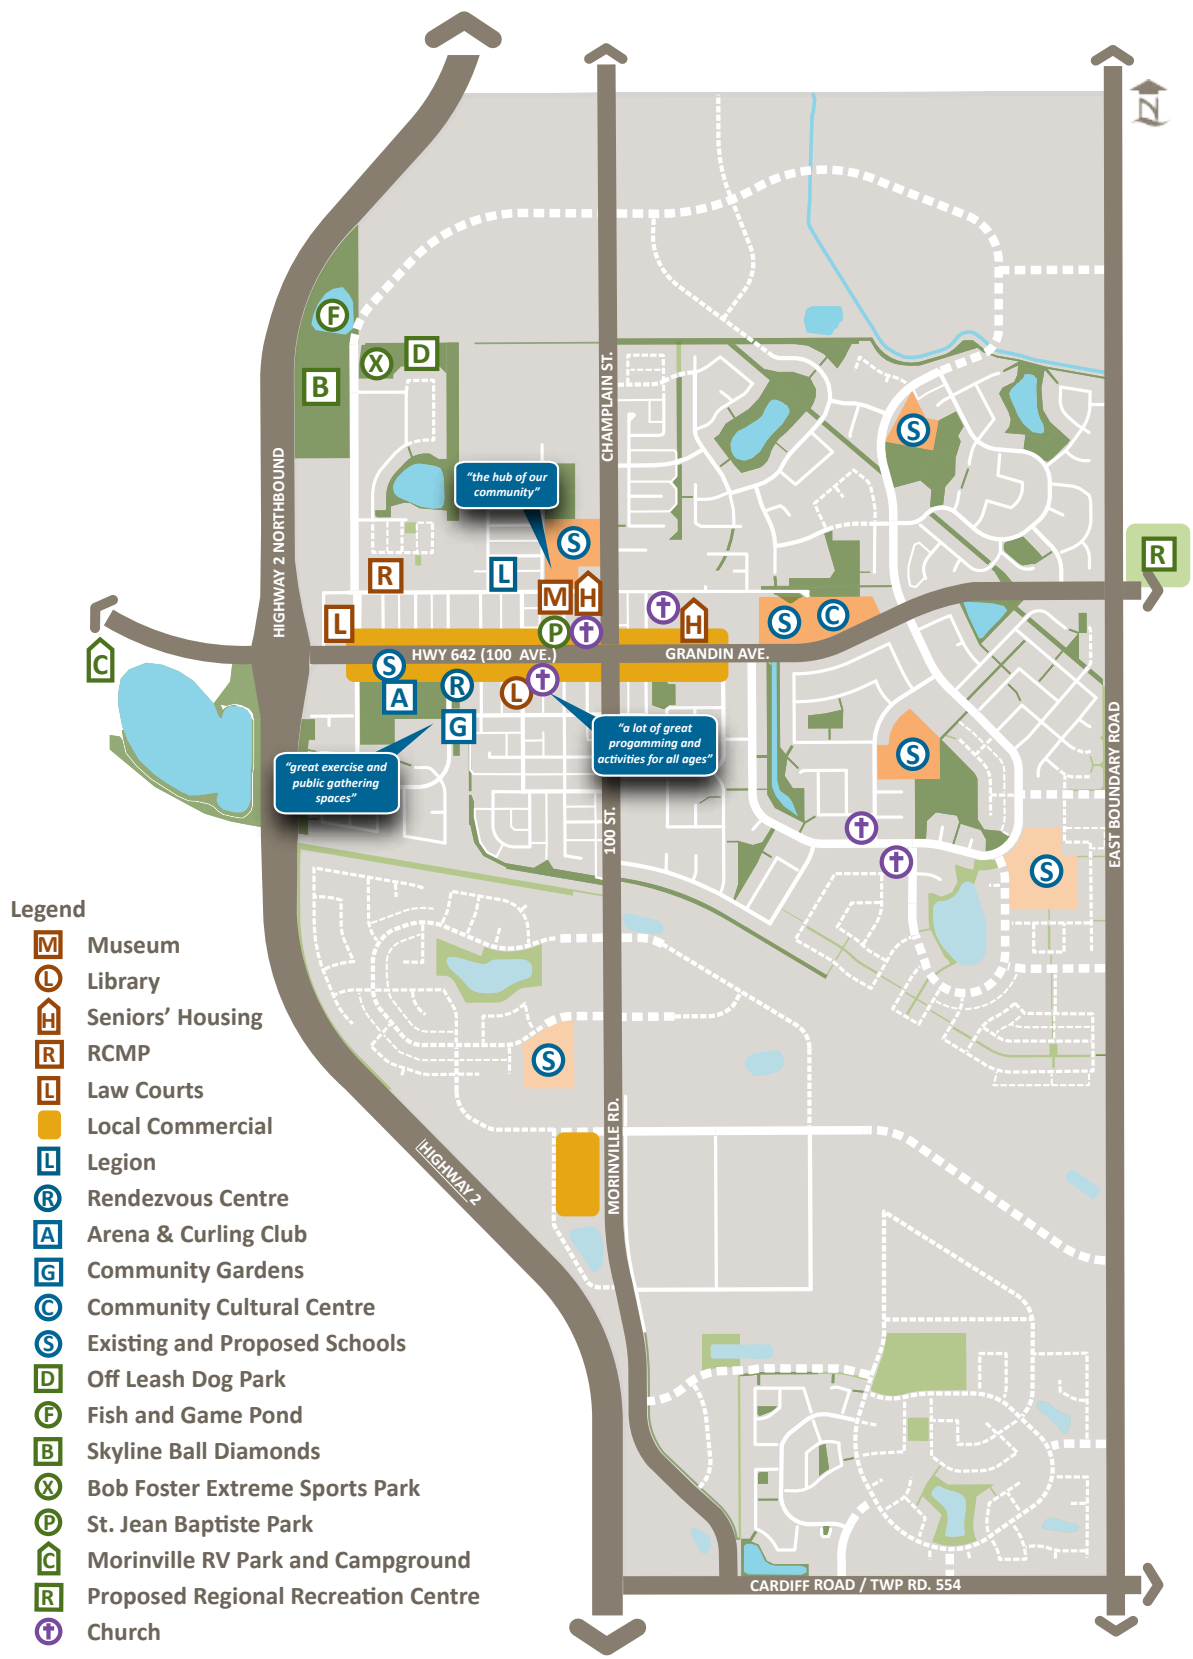 N
CHAMPLAIN ST.
F
D
X
B
HIGHWAY 2 NORTHBOUND
S
"the hub of our
community"
S
R
R
L
M
H
L
H
S
C
P
C
HWY 642 (100 AVE.)
GRANDIN AVE.
S
R
A
L
G
"a lot of great
progamming and
activities for all ages"
S
"great exercise and
public gathering
spaces"
100 ST.
EAST BOUNDARY ROAD
S
S
MORINVILLE RD.
HIGHWAY 2
CARDIFF ROAD / TWP RD. 554
Legend
M Museum
L Library
H Seniors' Housing
R RCMP
L Law Courts
Local Commercial
L Legion
R Rendezvous Centre
A Arena & Curling Club
G Community Gardens
C Community Cultural Centre
S Existing and Proposed Schools
D Off Leash Dog Park
F Fish and Game Pond
B Skyline Ball Diamonds
X Bob Foster Extreme Sports Park
P St. Jean Baptiste Park
C Morinville RV Park and Campground
R Proposed Regional Recreation Centre
Church